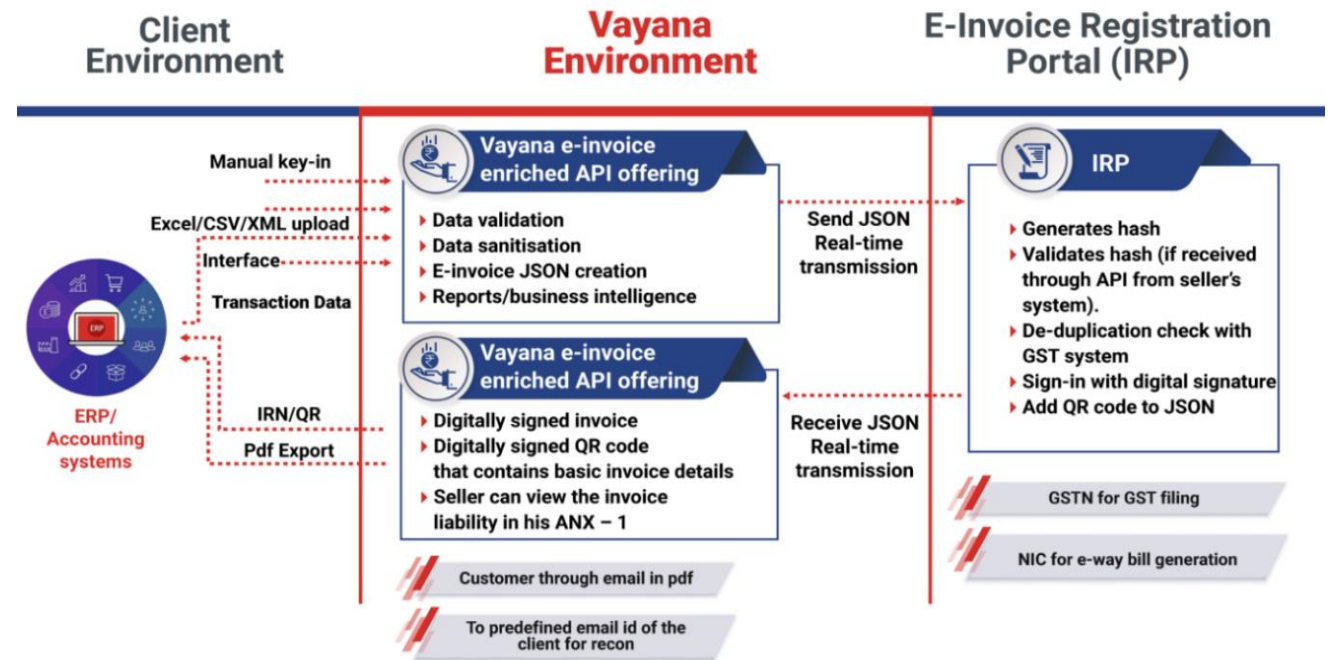 Client
Environment
Vayana
Environment
E-Invoice Registration
Portal (IRP)
Manual key-in
Excel/CSV/XML upload
Interface
Transaction Data
ERP
ERP/
Accounting
systems
IRN/QR
Pdf Export
Vayana e-invoice
enriched API offering
Data validation
Data sanitisation
E-invoice JSON creation
Reports/business intelligence
Vayana e-invoice
enriched API offering
Digitally signed invoice
Digitally signed QR code
that contains basic invoice details
Seller can view the invoice
liability in his ANX – 1
Customer through email in pdf
To predefined email id of the
client for recon
Send JSON
Real-time
transmission
Receive JSON
Real-time
transmission
IRP
Generates hash
Validates hash (if received
through API from seller's
system).
De-duplication check with
GST system
Sign-in with digital signature
Add QR code to JSON
GSTN for GST filing
NIC for e-way bill generation